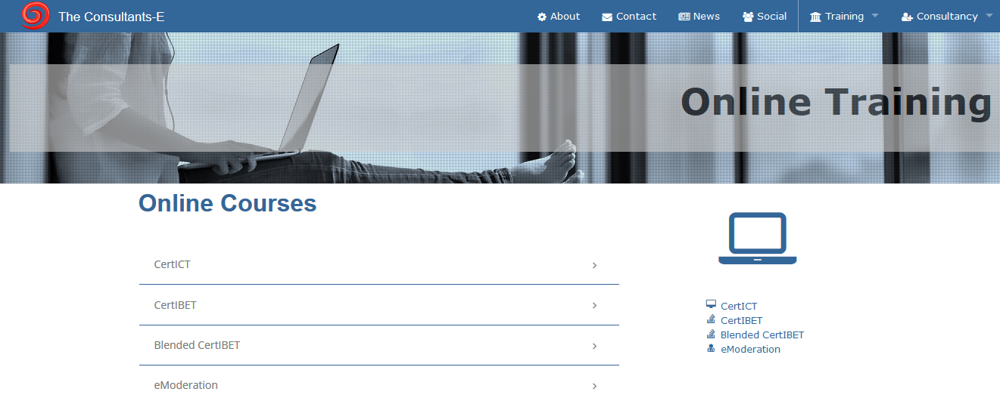 The Consultants-E
About
Contact
News
Social
Training
Consultancy
Online Training
Online Courses
CertICT
CertIBET
Blended CertIBET
eModeration
CertICT
CertIBET
Blended CertIBET
eModeration